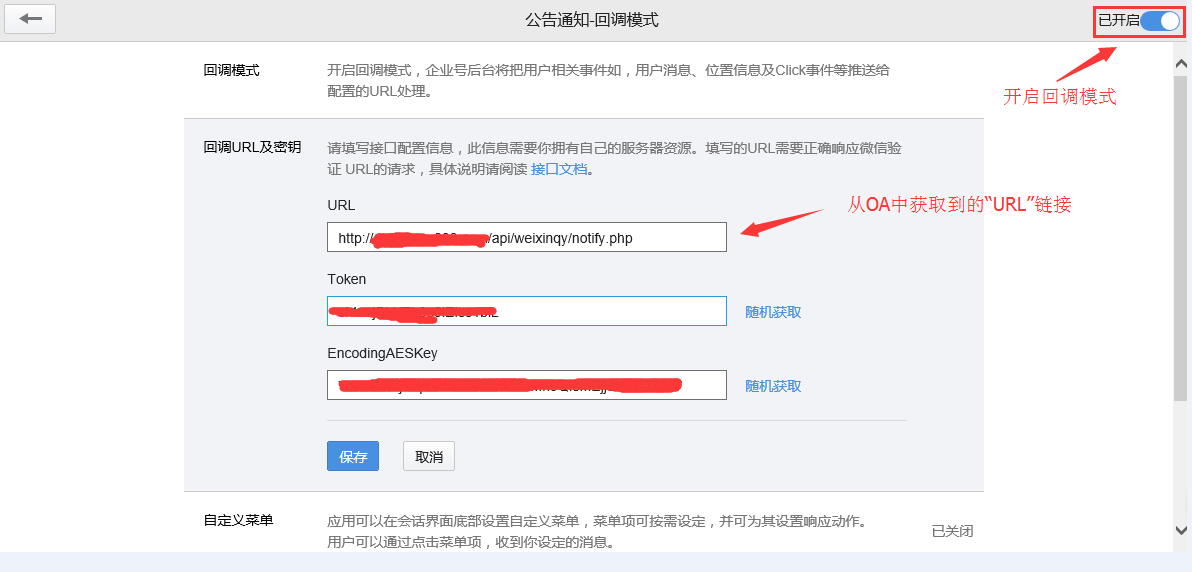 公告通知-回调模式
已开启
开启回调模式
回调模式
开启回调模式，企业号后台将把用户相关事件如，用户消息、位置信息及Click事件等推送给
配置的URL处理。
回调URL及密钥
请填写接口配置信息，此信息需要你拥有自己的服务器资源。填写的URL需要正确响应微信验
证 URL的请求，具体说明请阅读 接口文档。
URL
从OA中获取到的“URL”链接
http:// /api/weixinqy/notify.php
Token
随机获取
EncodingAESKey
随机获取
保存
取消
自定义菜单
应用可以在会话界面底部设置自定义菜单，菜单项可按需设定，并可为其设置响应动作。
用户可以通过点击菜单项，收到你设定的消息。
已关闭